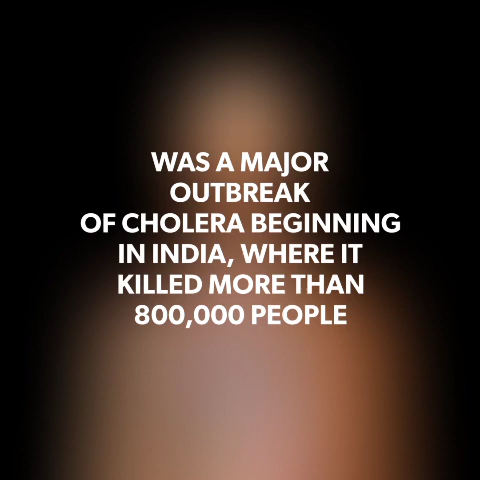 WAS A MAJOR
OUTBREAK
OF CHOLERA BEGINNING
IN INDIA, WHERE IT
KILLED MORE THAN
800,000 PEOPLE